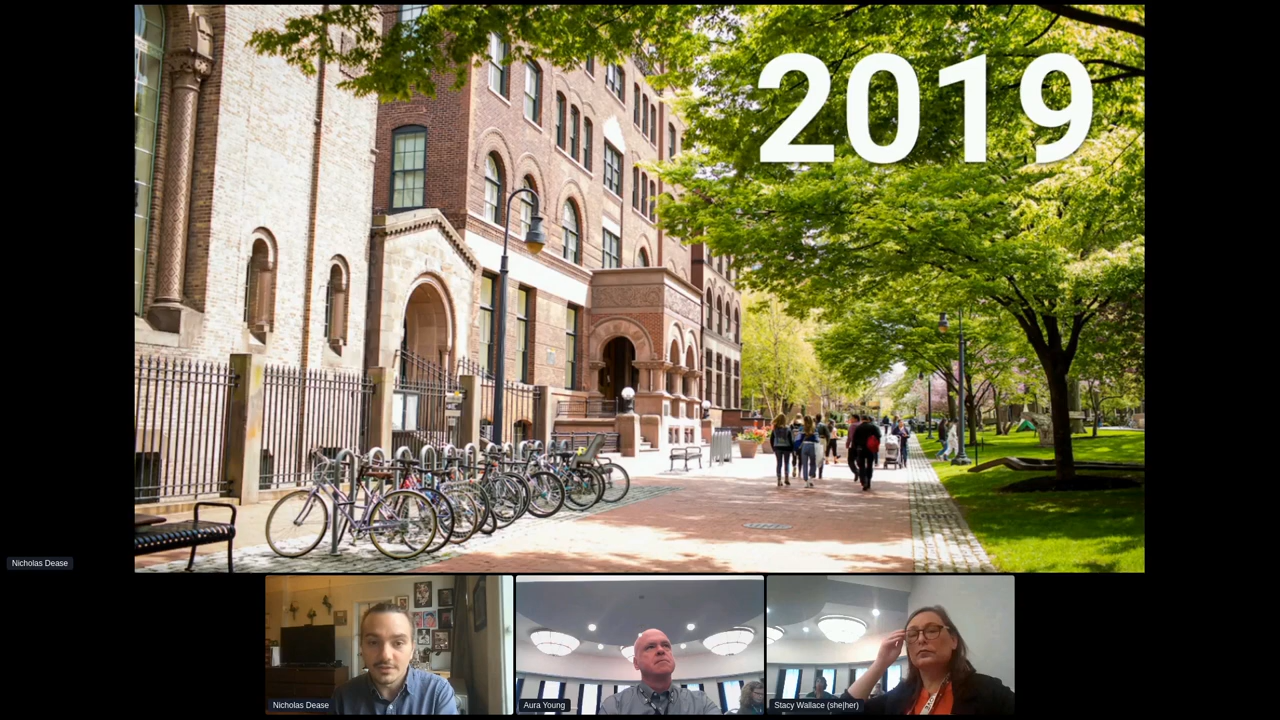 2019
Nicholas Dease
Nicholas Dease
Aura Young
Stacy Wallace (she|her)